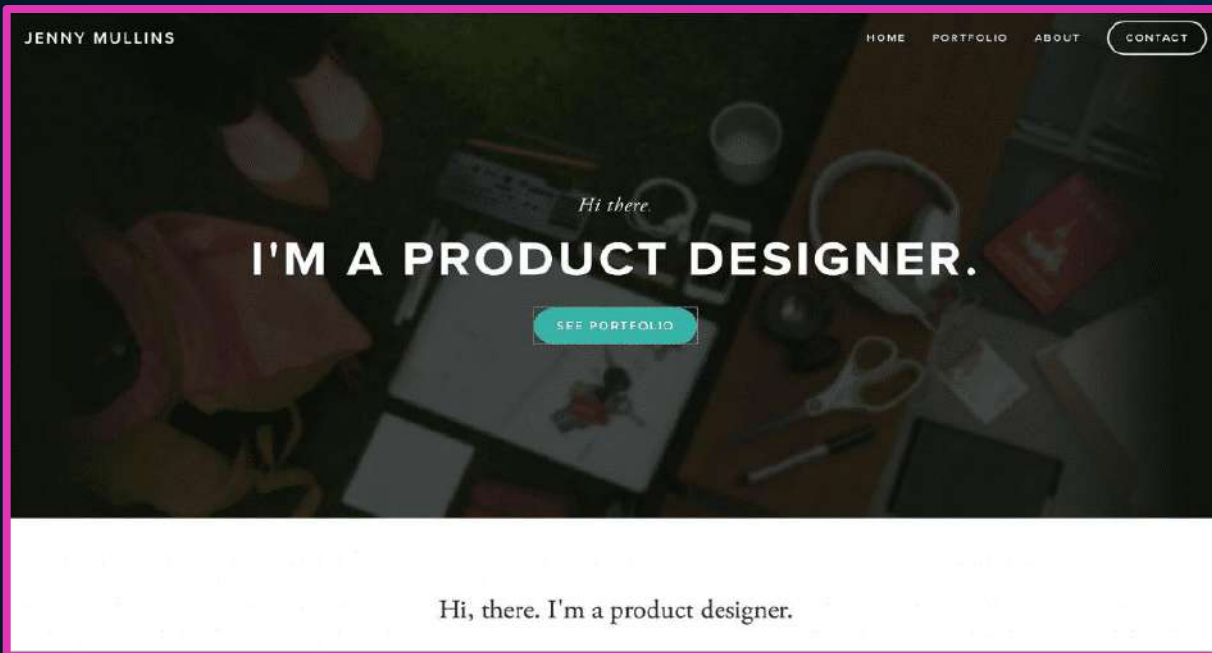 JENNY MULLINS
HOME PORTFOLIO ABOUT CONTACT
Hi there.
I'M A PRODUCT DESIGNER.
SEE PORTFOLIO
Hi, there. I'm a product designer.